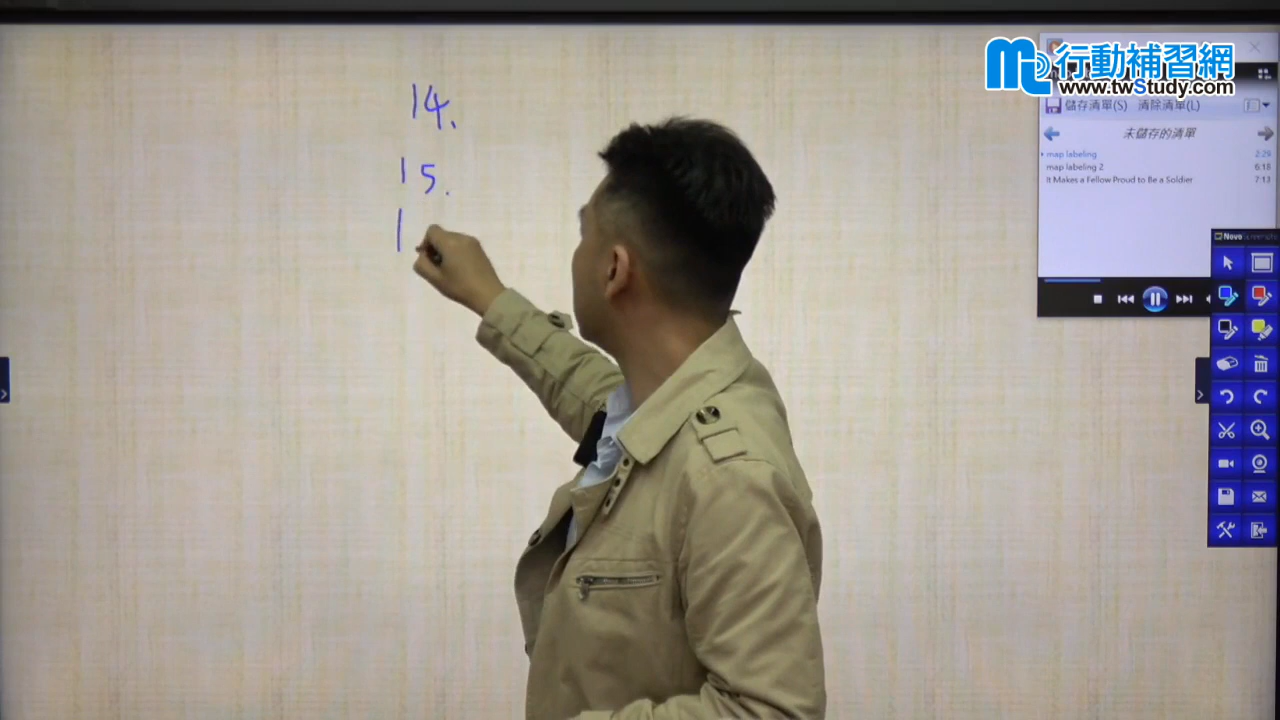 14.
15.
1
行動補習網
www.twStudy.com
儲存清單(S) 清除清單(L)
未儲存的清單
map labeling 2:29
map labeling 2 6:18
It Makes a Fellow Proud to Be a Soldier 7:13
Novo